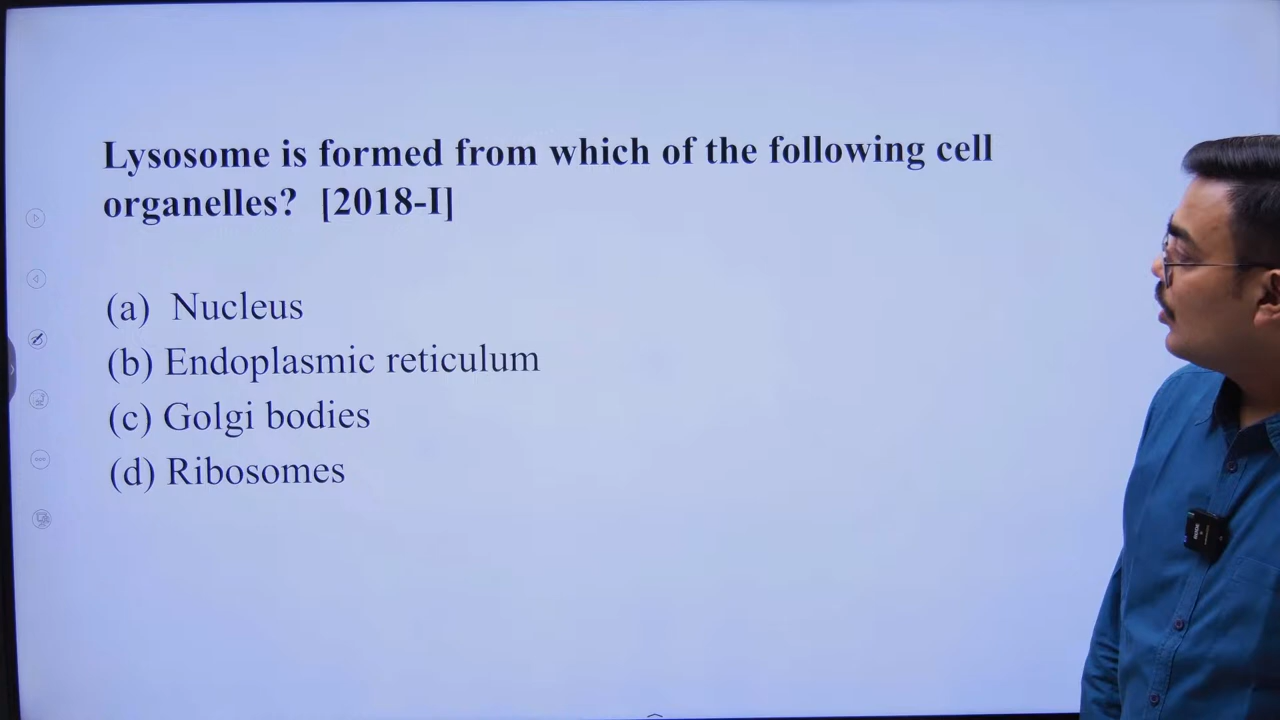 Lysosome is formed from which of the following cell
organelles? [2018-I]
(a) Nucleus
(b) Endoplasmic reticulum
(c) Golgi bodies
(d) Ribosomes